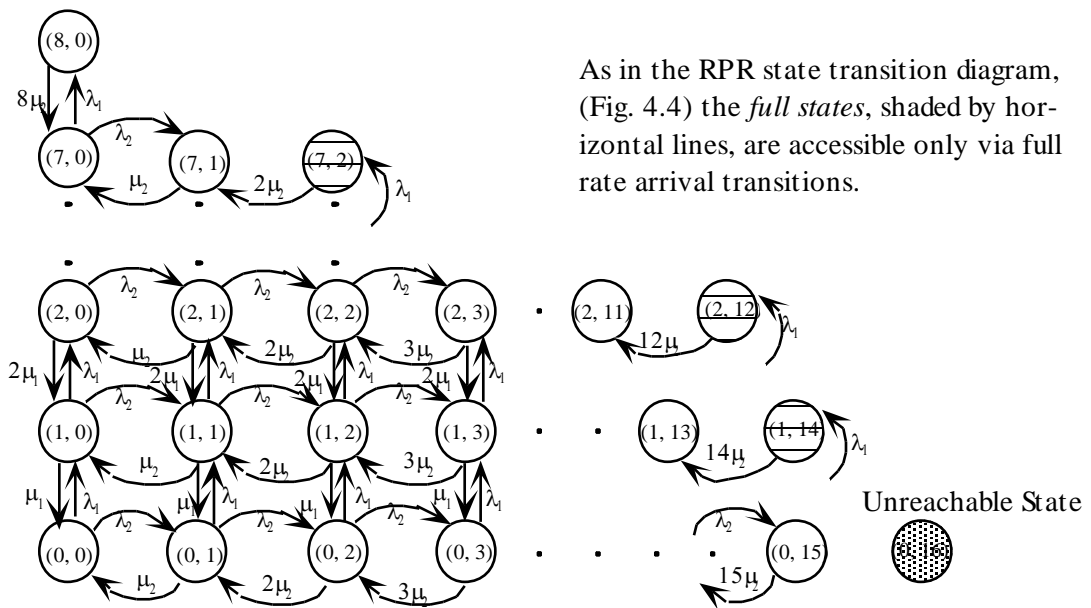 (8, 0)
As in the RPR state transition diagram,
(Fig. 4.4) the full states, shaded by hor-
izontal lines, are accessible only via full
rate arrival transitions.
8μ₂ λ₁
λ₂
(7, 0) (7, 1) (7, 2)
μ₂ 2μ₂ λ₁
λ₂ λ₂ λ₂
(2, 0) (2, 1) (2, 2) (2, 3) (2, 11) (2, 12)
μ₂ 2μ₂ 3μ₂ 12μ₂ λ₁
2μ₁ λ₁ 2μ₁ λ₁ 2μ₁ λ₁ 2μ₁ λ₁
λ₂ λ₂ λ₂
(1, 0) (1, 1) (1, 2) (1, 3) (1, 13) (1, 14)
μ₂ 2μ₂ 3μ₂ 14μ₂ λ₁
μ₁ λ₁ μ₁ λ₁ μ₁ λ₁ μ₁ λ₁
Unreachable State
λ₂ λ₂ λ₂ λ₂
(0, 0) (0, 1) (0, 2) (0, 3) (0, 15)
μ₂ 2μ₂ 3μ₂ 15μ₂